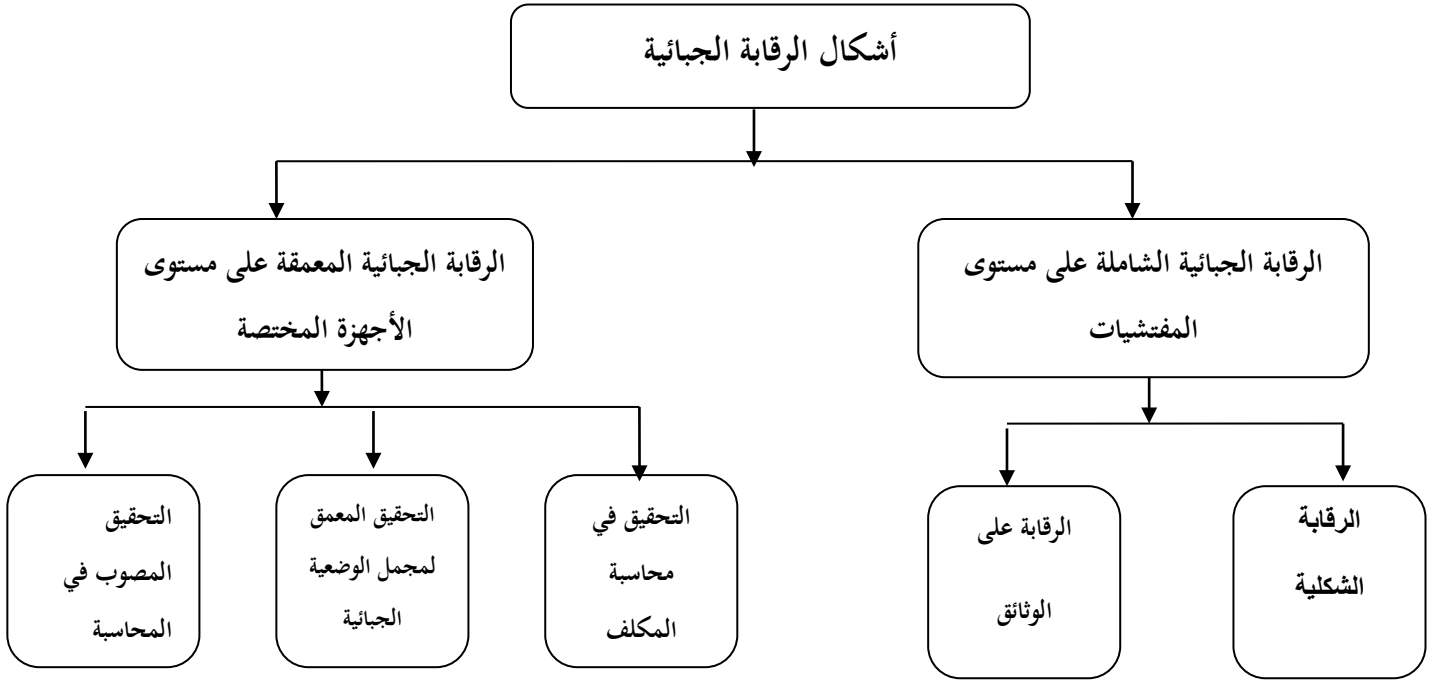 أشكال الرقابة الجبائية
الرقابة الجبائية الشاملة على مستوى
المفتشيات
الرقابة الجبائية المعمقة على مستوى
الأجهزة المختصة
الرقابة
الشكلية
الرقابة على
الوثائق
التحقيق في
محاسبة
المكلف
التحقيق المعمق
لمجمل الوضعية
الجبائية
التحقيق
المصوب في
المحاسبة